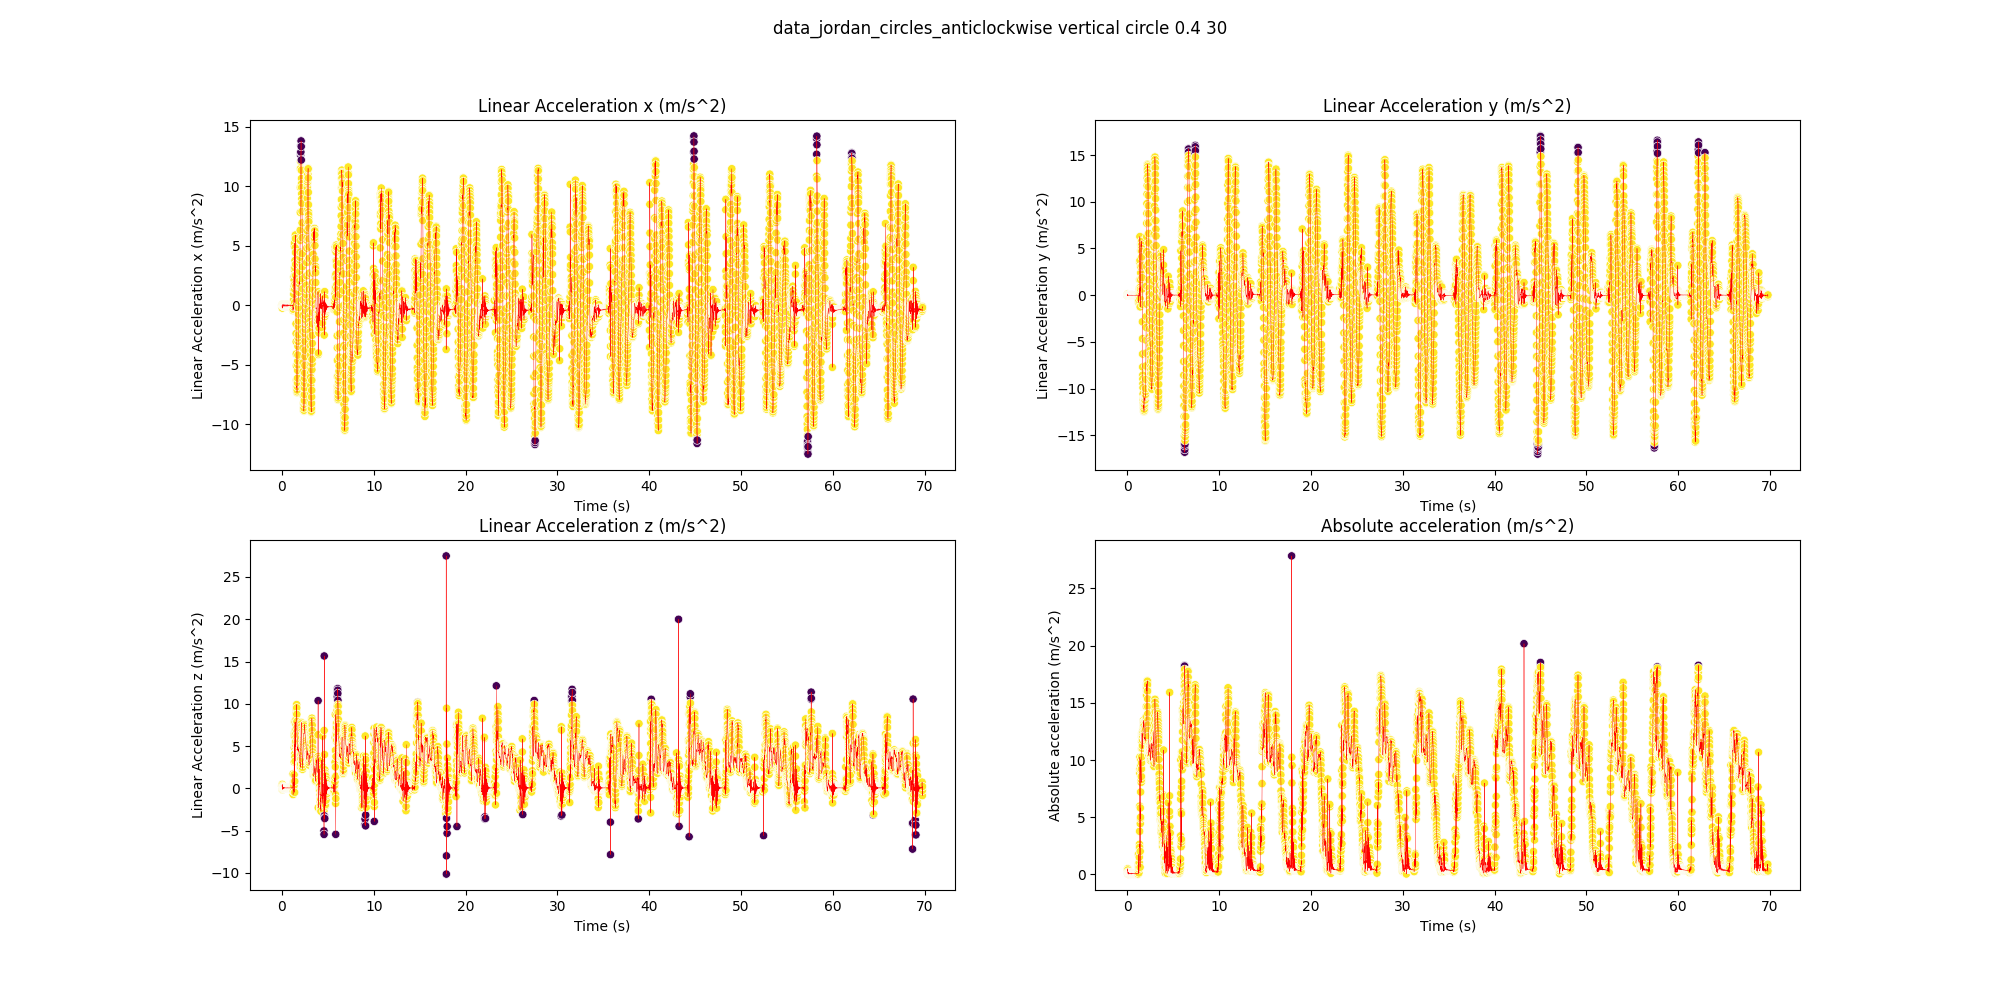 data_jordan_circles_anticlockwise vertical circle 0.4 30
Linear Acceleration x (m/s^2)
Linear Acceleration x (m/s^2)
15
10
5
0
−5
−10
0 10 20 30 40 50 60 70
Time (s)
Linear Acceleration y (m/s^2)
Linear Acceleration y (m/s^2)
15
10
5
0
−5
−10
−15
0 10 20 30 40 50 60 70
Time (s)
Linear Acceleration z (m/s^2)
Linear Acceleration z (m/s^2)
25
20
15
10
5
0
−5
−10
0 10 20 30 40 50 60 70
Time (s)
Absolute acceleration (m/s^2)
Absolute acceleration (m/s^2)
25
20
15
10
5
0
0 10 20 30 40 50 60 70
Time (s)